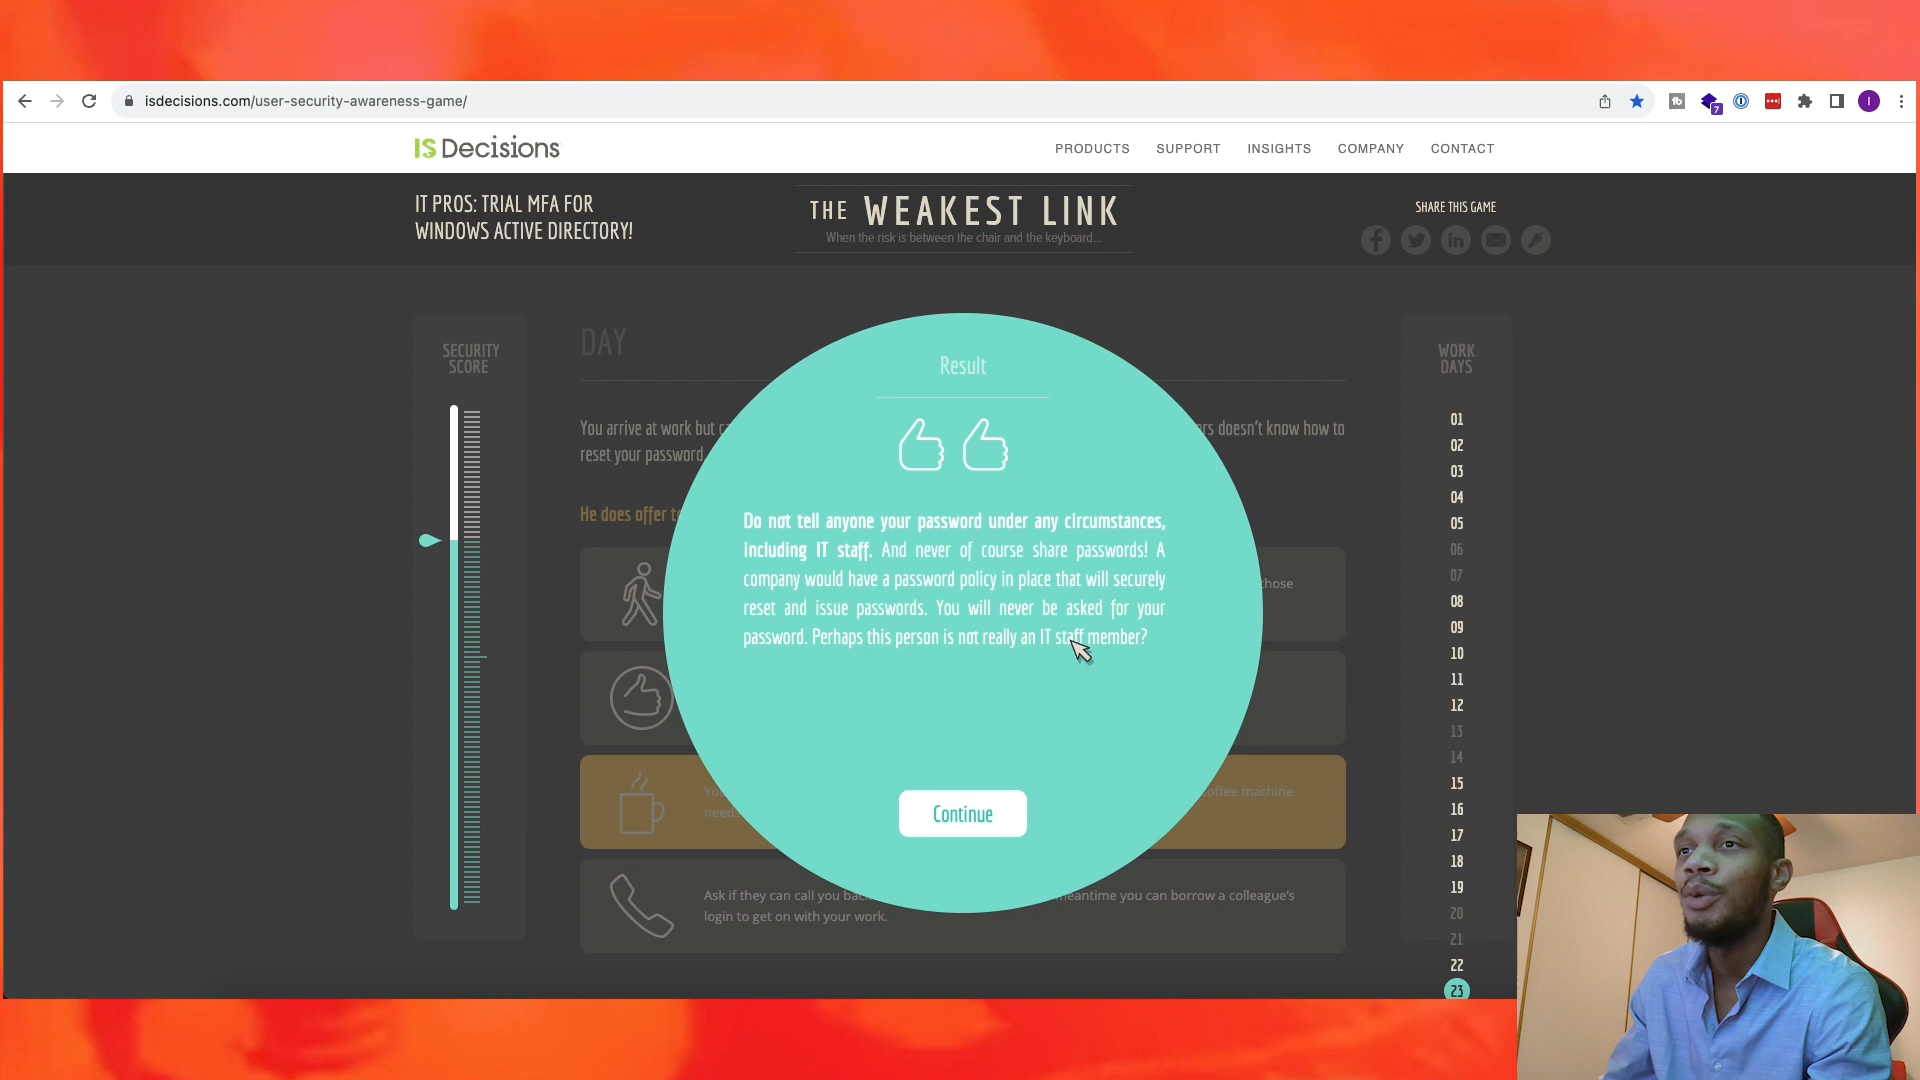 isdecisions.com/user-security-awareness-game/
7
I
IS Decisions
PRODUCTS SUPPORT INSIGHTS COMPANY CONTACT
IT PROS: TRIAL MFA FOR
WINDOWS ACTIVE DIRECTORY!
THE WEAKEST LINK
When the risk is between the chair and the keyboard...
SHARE THIS GAME
SECURITY
SCORE
DAY
You arrive at work but
doesn't know how to
reset your password.
He does offer
those
need
coffee machine
Ask if they can call you
meantime you can borrow a colleague's
login to get on with your work.
Result
Do not tell anyone your password under any circumstances,
including IT staff. And never of course share passwords! A
company would have a password policy in place that will securely
reset and issue passwords. You will never be asked for your
password. Perhaps this person is not really an IT staff member?
Continue
WORK
DAYS
01
02
03
04
05
06
07
08
09
10
11
12
13
14
15
16
17
18
19
20
21
22
23